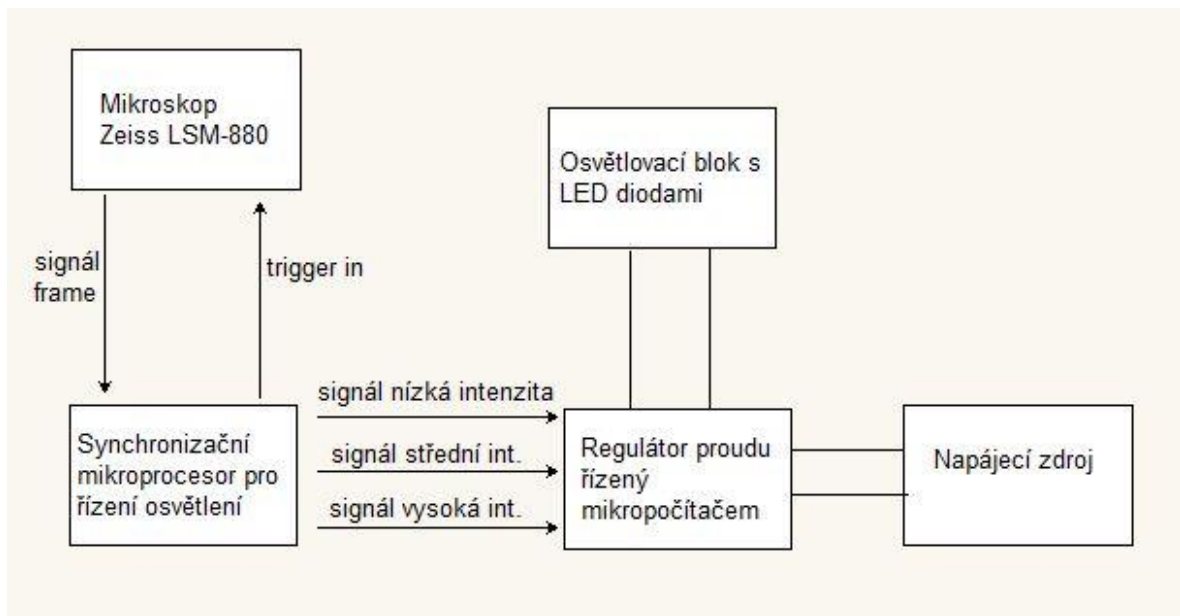 Mikroskop
Zeiss LSM-880
Osvětlovací blok s
LED diodami
signál
frame
trigger in
signál nízká intenzita
signál střední int.
signál vysoká int.
Synchronizační
mikroprocesor pro
řízení osvětlení
Regulátor proudu
řízený
mikropočítačem
Napájecí zdroj